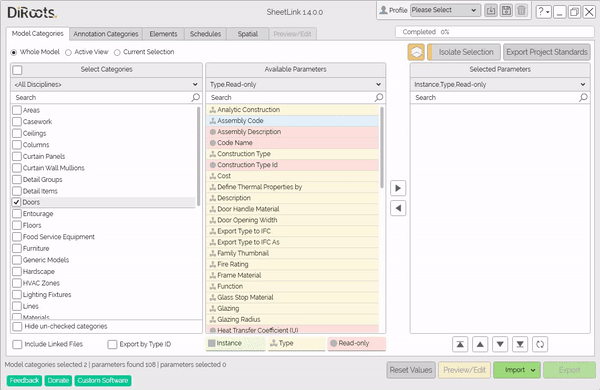 DiRoots.
SheetLink 1.4.0.0
Profile Please Select
?
Model Categories Annotation Categories Elements Schedules Spatial Preview/Edit
Completed 0%
Whole Model Active View Current Selection
Isolate Selection Export Project Standards
Select Categories
<All Disciplines>
Search
Areas
Casework
Ceilings
Columns
Curtain Panels
Curtain Wall Mullions
Detail Groups
Detail Items
Doors
Entourage
Floors
Food Service Equipment
Furniture
Generic Models
Hardscape
HVAC Zones
Lighting Fixtures
Lines
Materials
Hide un-checked categories
Include Linked Files Export by Type ID
Available Parameters
Type,Read-only
Search
Analytic Construction
Assembly Code
Assembly Description
Code Name
Construction Type
Construction Type Id
Cost
Define Thermal Properties by
Description
Door Handle Material
Door Opening Width
Export Type to IFC
Export Type to IFC As
Family Thumbnail
Fire Rating
Frame Material
Function
Glass Stop Material
Glazing
Glazing Radius
Heat Transfer Coefficient (U)
Instance Type Read-only
Selected Parameters
Instance,Type,Read-only
Search
Model categories selected 2 | parameters found 108 | parameters selected 0
Feedback Donate Custom Software
Reset Values Preview/Edit Import Export